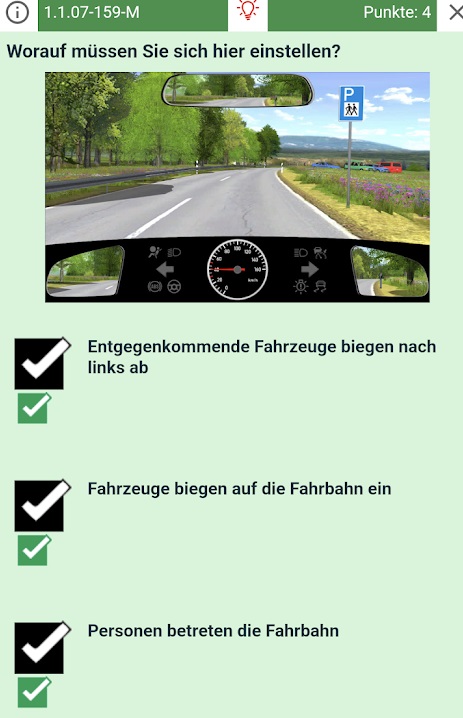 1.1.07-159-M
Punkte: 4
Worauf müssen Sie sich hier einstellen?
P
Entgegenkommende Fahrzeuge biegen nach
links ab
Fahrzeuge biegen auf die Fahrbahn ein
Personen betreten die Fahrbahn